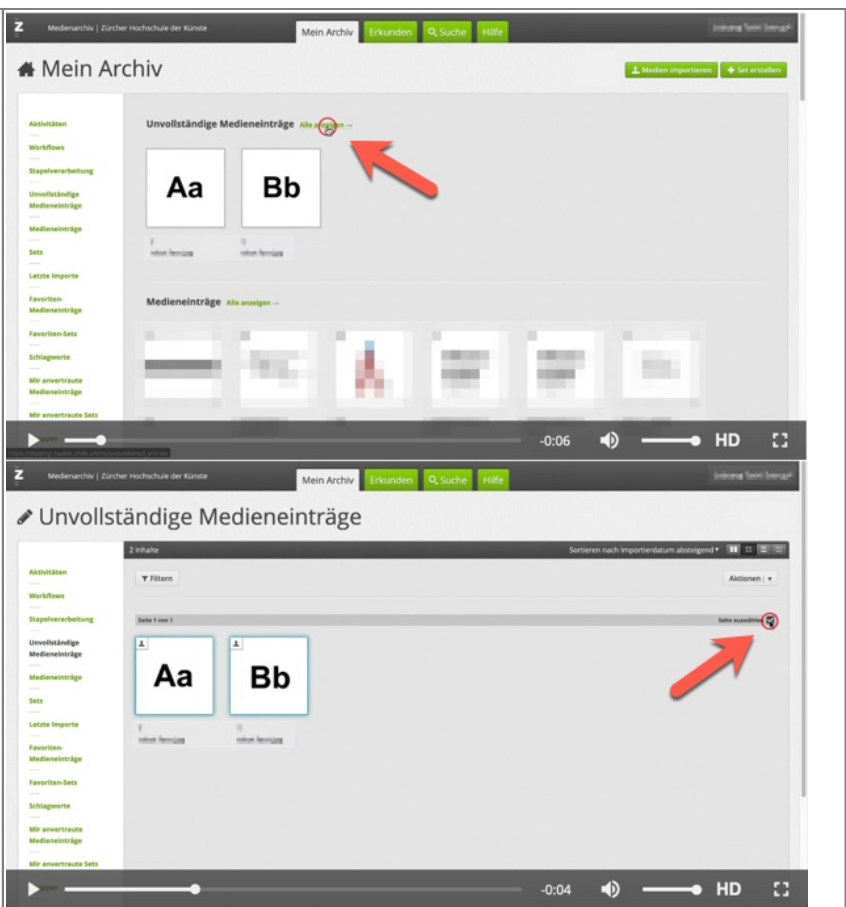 Z Medienarchiv | Zürcher Hochschule der Künste Mein Archiv Erkunden Suche Hilfe
Mein Archiv
Medien importieren + Set erstellen
Aktivitäten
Workflows
Stapelverarbeitung
Unvollständige
Medieneinträge
Medieneinträge
Sets
Letzte Importe
Favoriten-
Medieneinträge
Favoriten-Sets
Schlagworte
Mir anvertraute
Medieneinträge
Mir anvertraute Sets
Unvollständige Medieneinträge Alle anzeigen →
Aa Bb
Medieneinträge Alle anzeigen →
-0:06 HD
Z Medienarchiv | Zürcher Hochschule der Künste Mein Archiv Erkunden Suche Hilfe
Unvollständige Medieneinträge
2 Inhalte Sortieren nach Importierdatum absteigend
Aktivitäten
Workflows
Stapelverarbeitung
Unvollständige
Medieneinträge
Medieneinträge
Sets
Letzte Importe
Favoriten-
Medieneinträge
Favoriten-Sets
Schlagworte
Mir anvertraute
Medieneinträge
Mir anvertraute Sets
Filtern Aktionen
Seite 1 von 1 Seite auswählen
Aa Bb
-0:04 HD